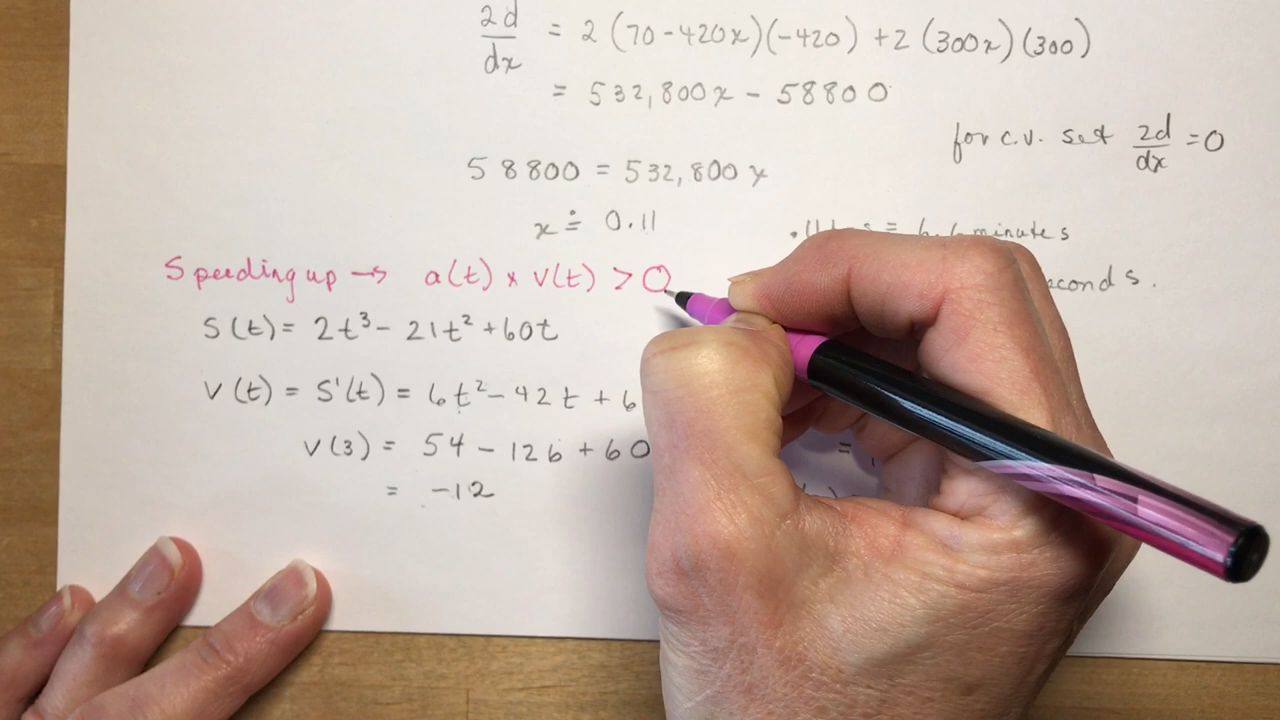 2d/dx = 2 (70 - 420x)(-420) + 2 (300x)(300)
= 532,800x - 58800
for c.v. set 2d/dx = 0
58800 = 532,800x
x ≐ 0.11
minutes
Speeding up → a(t) × v(t) > 0
seconds.
S(t) = 2t³ - 21t² + 60t
V(t) = S'(t) = 6t² - 42t + 6
V(3) = 54 - 126 + 60
=
= -12